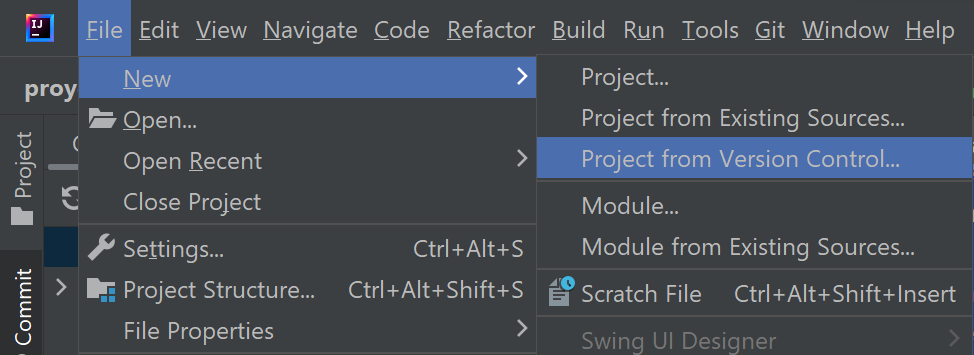 IJ
File Edit View Navigate Code Refactor Build Run Tools Git Window Help
proy
New
Project...
Open...
Project from Existing Sources...
Open Recent
Project from Version Control...
Close Project
Module...
Settings... Ctrl+Alt+S
Module from Existing Sources...
Project Structure... Ctrl+Alt+Shift+S
Scratch File Ctrl+Alt+Shift+Insert
File Properties
Swing UI Designer
Project
Commit